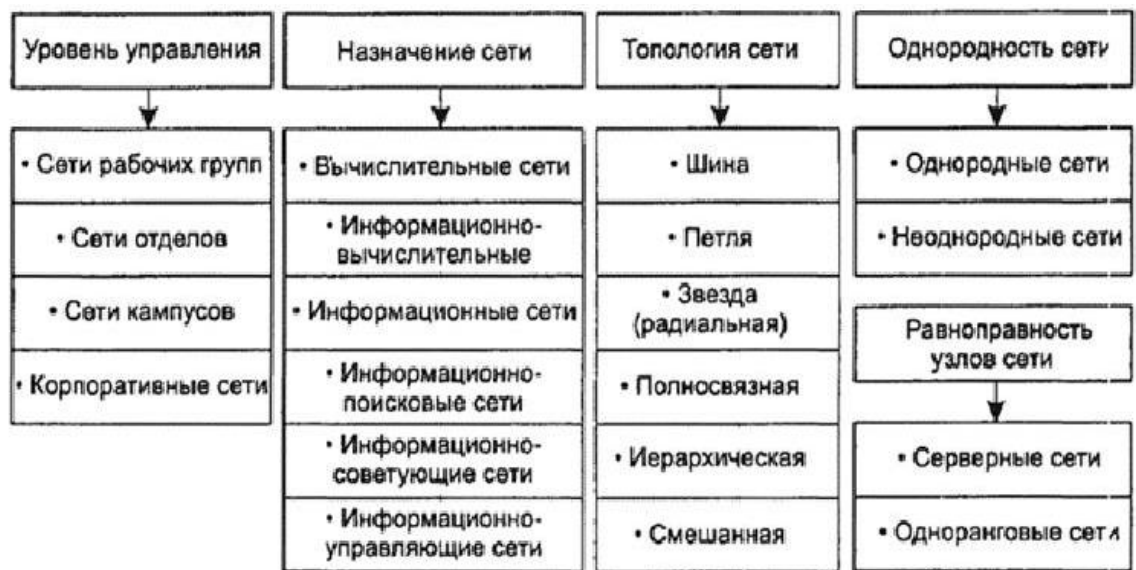 Уровень управления
• Сети рабочих групп
• Сети отделов
• Сети кампусов
• Корпоративные сети
Назначение сети
• Вычислительные сети
• Информационно-
вычислительные
• Информационные сети
• Информационно-
поисковые сети
• Информационно-
советующие сети
• Информационно-
управляющие сети
Топология сети
• Шина
• Петля
• Звезда
(радиальная)
• Полносвязная
• Иерархическая
• Смешанная
Однородность сети
• Однородные сети
• Неоднородные сети
Равноправность
узлов сети
• Серверные сети
• Одноранговые сети